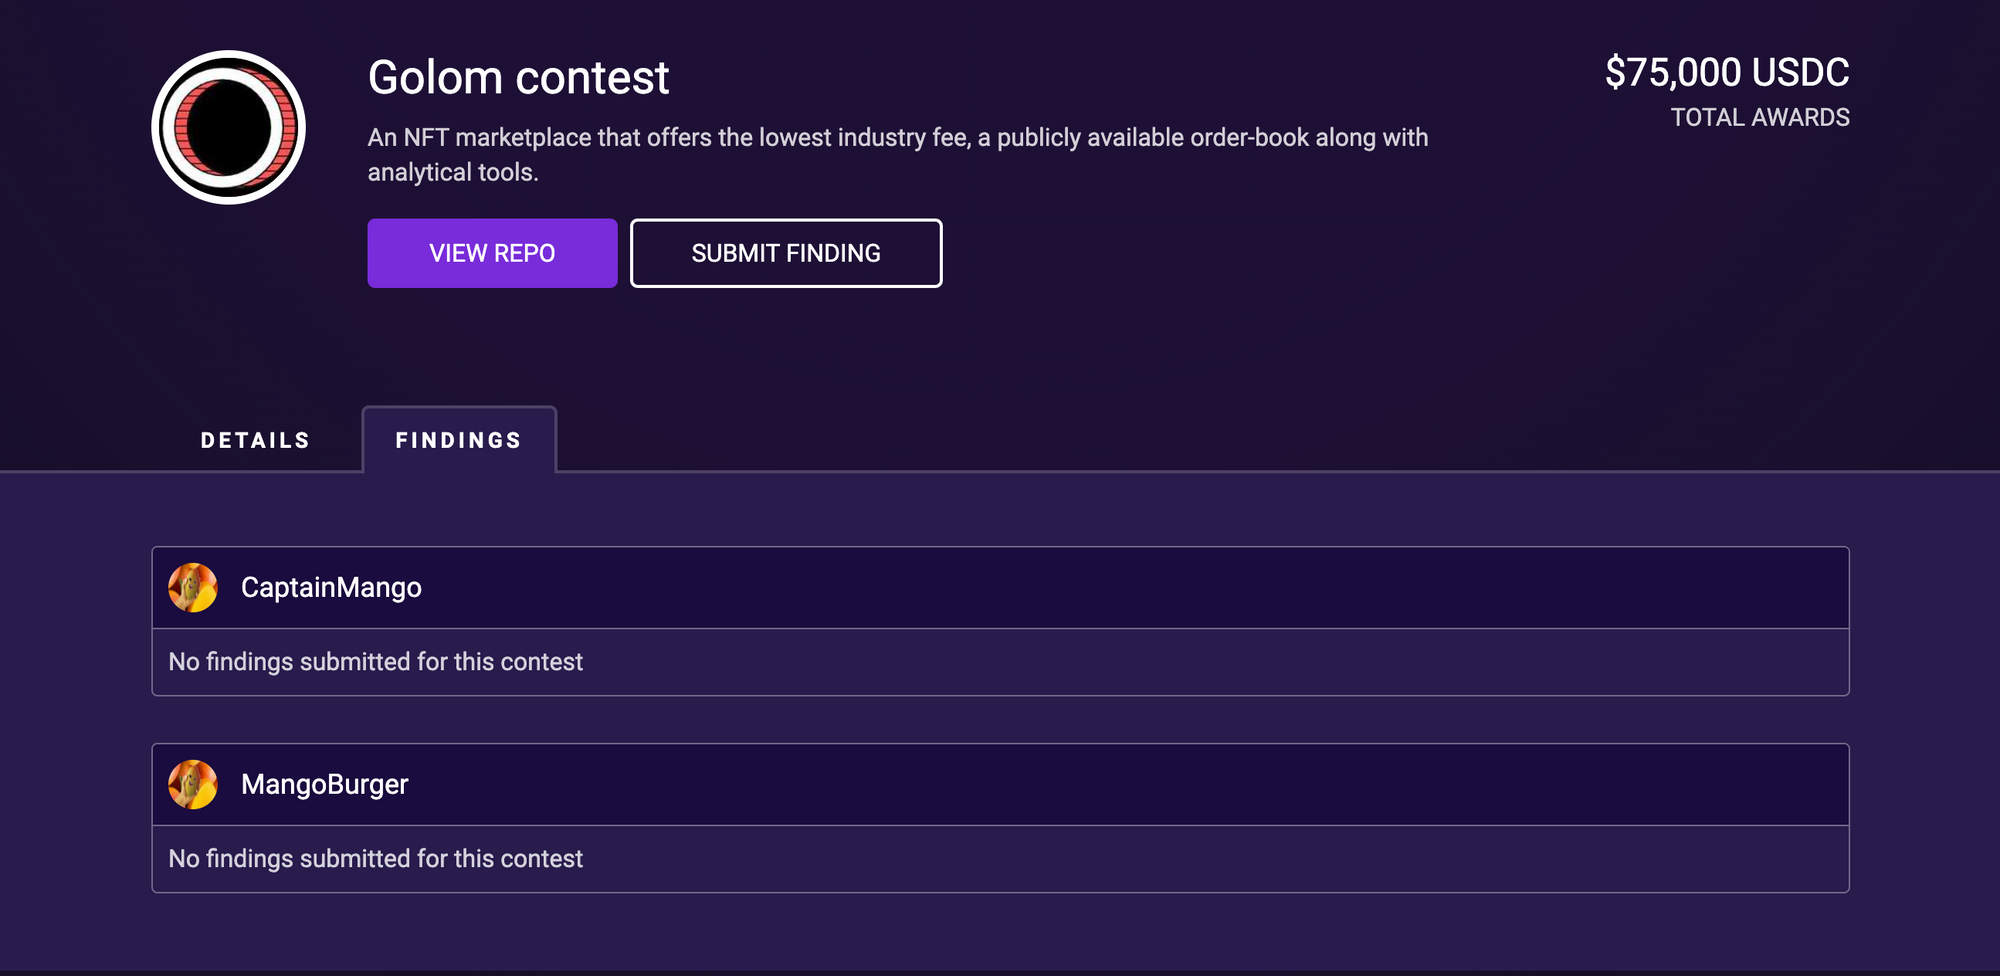 Golom contest
$75,000 USDC
TOTAL AWARDS
An NFT marketplace that offers the lowest industry fee, a publicly available order-book along with
analytical tools.
VIEW REPO
SUBMIT FINDING
DETAILS
FINDINGS
CaptainMango
No findings submitted for this contest
MangoBurger
No findings submitted for this contest